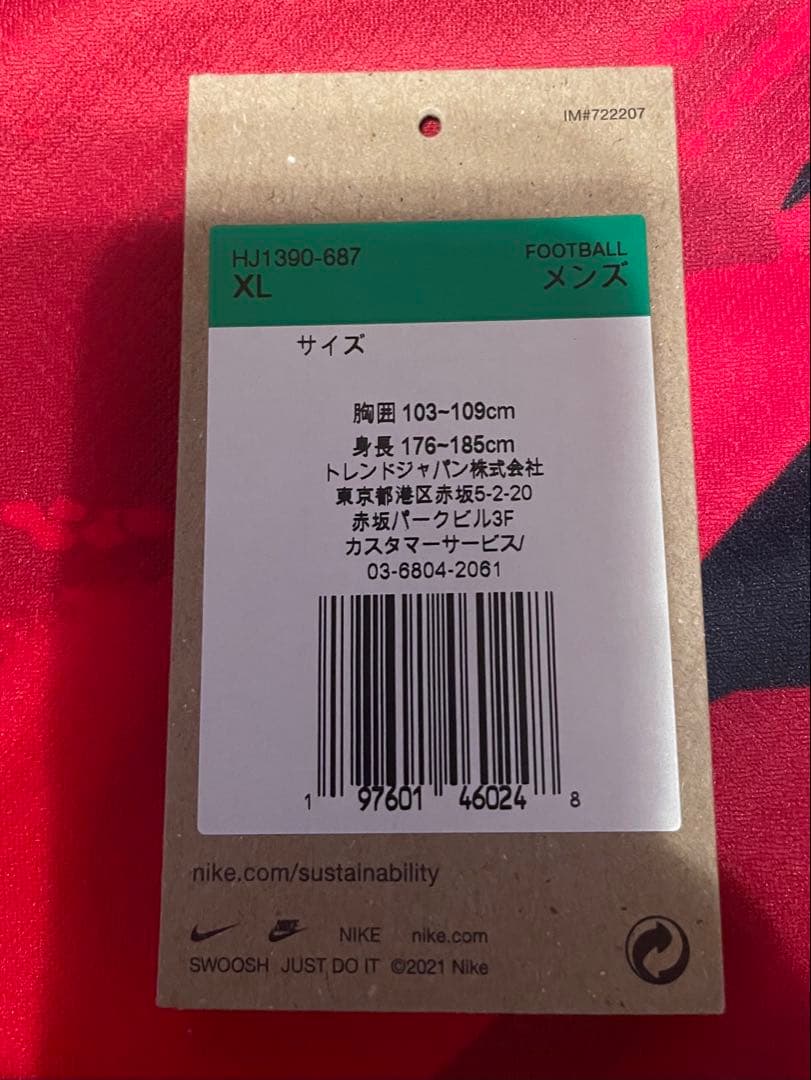 IM#722207
HJ1390-687
FOOTBALL
XL
メンズ
サイズ
胸囲 103~109cm
身長 176~185cm
トレンドジャパン株式会社
東京都港区赤坂5-2-20
赤坂パークビル3F
カスタマーサービス/
03-6804-2061
1 97601 46024 8
nike.com/sustainability
NIKE nike.com
SWOOSH JUST DO IT ©2021 Nike